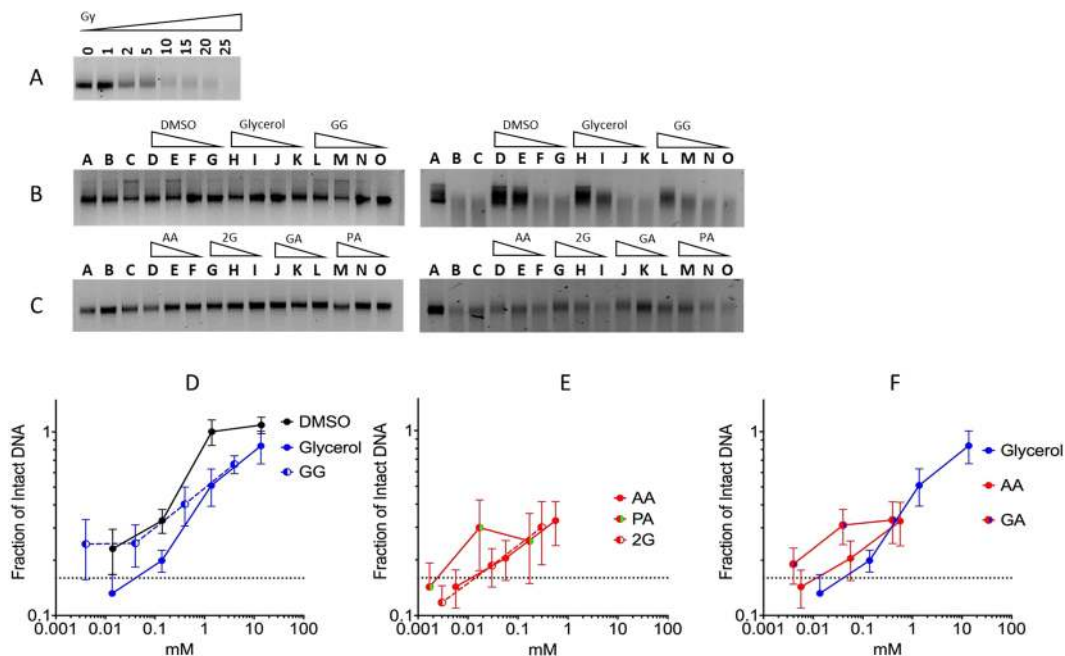 Gy
0 1 2 5 10 15 20 25
A
DMSO Glycerol GG
A B C D E F G H I J K L M N O
DMSO Glycerol GG
A B C D E F G H I J K L M N O
B
AA 2G GA PA
A B C D E F G H I J K L M N O
AA 2G GA PA
A B C D E F G H I J K L M N O
C
D
Fraction of Intact DNA
1
0.1
0.001 0.01 0.1 1 10 100
mM
DMSO
Glycerol
GG
E
Fraction of Intact DNA
1
0.1
0.001 0.01 0.1 1 10 100
mM
AA
PA
2G
F
Fraction of Intact DNA
1
0.1
0.001 0.01 0.1 1 10 100
mM
Glycerol
AA
GA